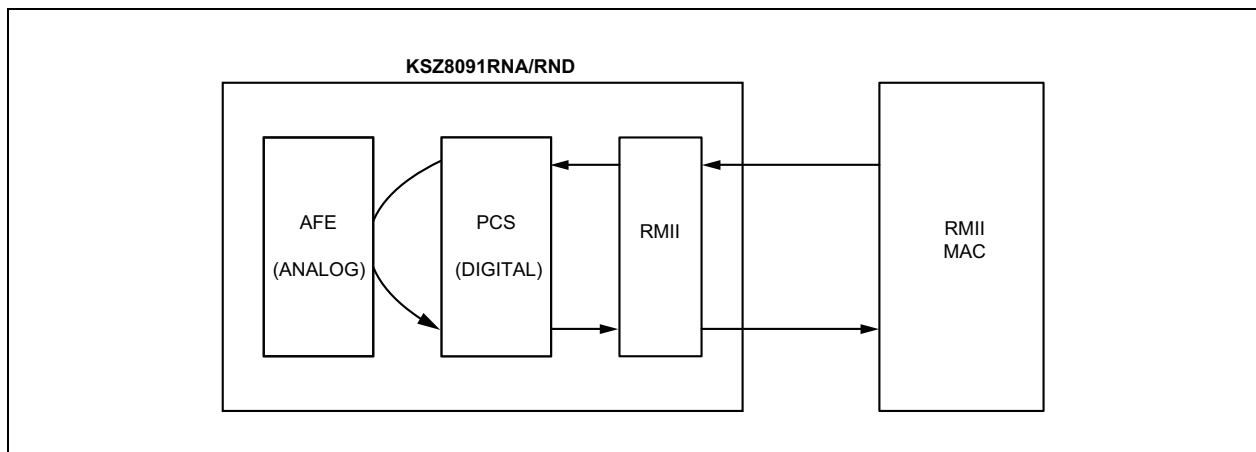 KSZ8091RNA/RND
AFE
(ANALOG)
PCS
(DIGITAL)
RMII
RMII
MAC